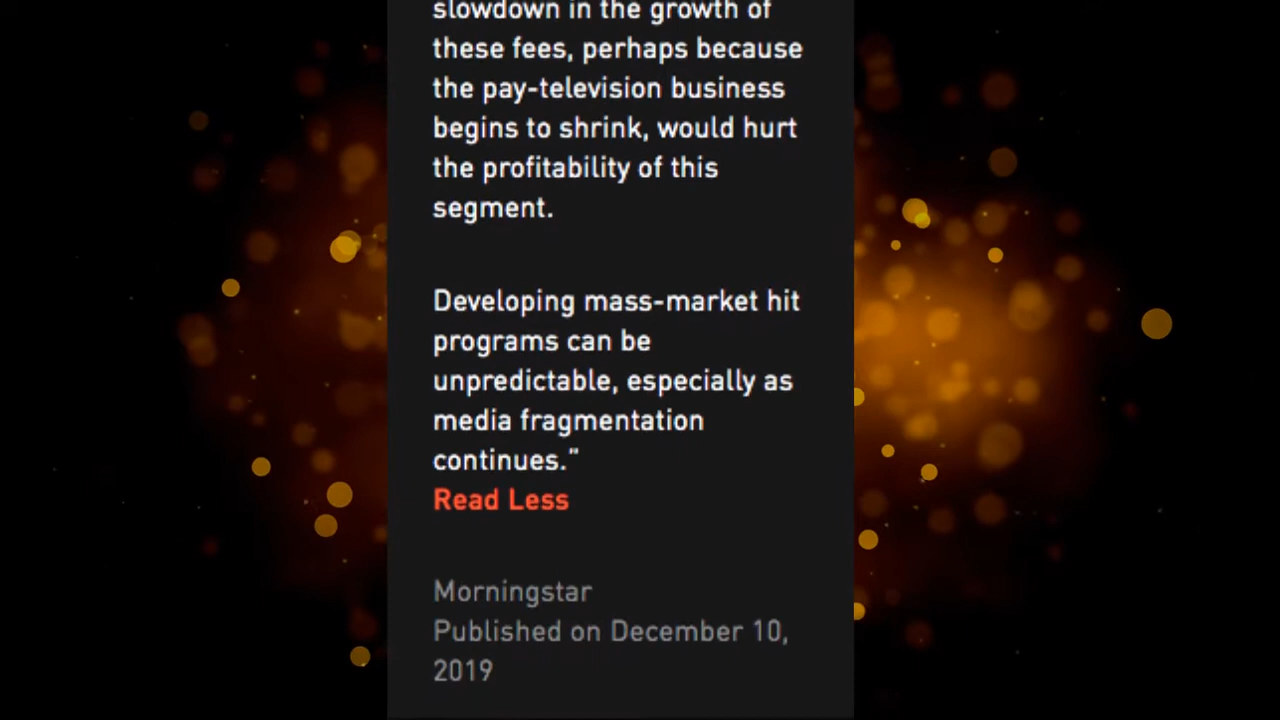 slowdown in the growth of
these fees, perhaps because
the pay-television business
begins to shrink, would hurt
the profitability of this
segment.
Developing mass-market hit
programs can be
unpredictable, especially as
media fragmentation
continues.”
Read Less
Morningstar
Published on December 10,
2019